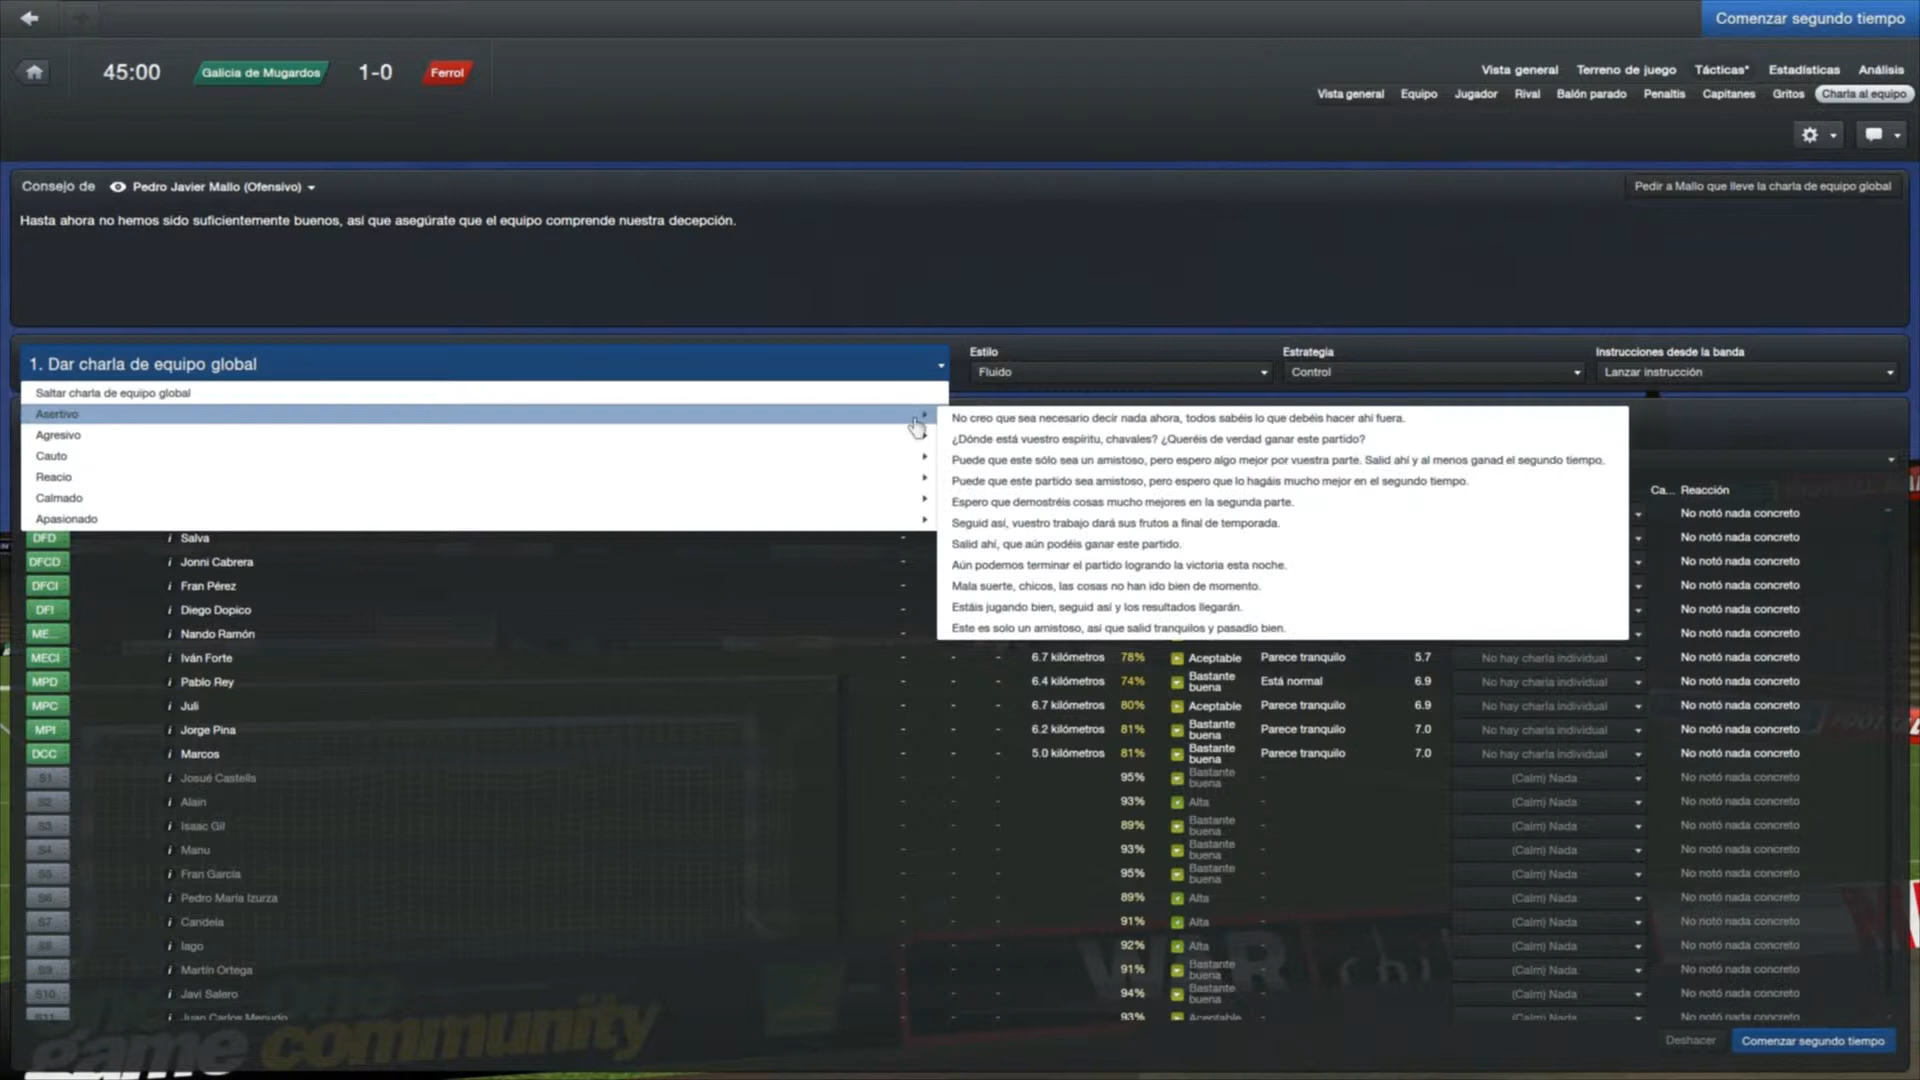 Comenzar segundo tiempo
45:00 Galicia de Mugardos 1-0 Ferrol
Vista general Terreno de juego Tácticas* Estadísticas Análisis
Vista general Equipo Jugador Rival Balón parado Penaltis Capitanes Gritos Charla al equipo
Consejo de Pedro Javier Mallo (Ofensivo)
Pedir a Mallo que lleve la charla de equipo global
Hasta ahora no hemos sido suficientemente buenos, así que asegúrate que el equipo comprende nuestra decepción.
1. Dar charla de equipo global
Estilo Estrategia Instrucciones desde la banda
Fluido Control Lanzar instrucción
Saltar charla de equipo global
Asertivo
Agresivo
Cauto
Reacio
Calmado
Apasionado
No creo que sea necesario decir nada ahora, todos sabéis lo que debéis hacer ahí fuera.
¿Dónde está vuestro espíritu, chavales? ¿Queréis de verdad ganar este partido?
Puede que este sólo sea un amistoso, pero espero algo mejor por vuestra parte. Salid ahí y al menos ganad el segundo tiempo.
Puede que este partido sea amistoso, pero espero que lo hagáis mucho mejor en el segundo tiempo.
Espero que demostréis cosas mucho mejores en la segunda parte.
Seguid así, vuestro trabajo dará sus frutos a final de temporada.
Salid ahí, que aún podéis ganar este partido.
Aún podemos terminar el partido logrando la victoria esta noche.
Mala suerte, chicos, las cosas no han ido bien de momento.
Estáis jugando bien, seguid así y los resultados llegarán.
Este es solo un amistoso, así que salid tranquilos y pasadlo bien.
Ca... Reacción
No notó nada concreto
DFD i Salva - No notó nada concreto
DFCD i Jonni Cabrera - No notó nada concreto
DFCI i Fran Pérez - No notó nada concreto
DFI i Diego Dopico - No notó nada concreto
ME... i Nando Ramón - No notó nada concreto
MECI i Iván Forte - - - 6.7 kilómetros 78% Aceptable Parece tranquilo 5.7 No hay charla individual No notó nada concreto
MPD i Pablo Rey - - - 6.4 kilómetros 74% Bastante buena Está normal 6.9 No hay charla individual No notó nada concreto
MPC i Juli - - - 6.7 kilómetros 80% Aceptable Parece tranquilo 6.9 No hay charla individual No notó nada concreto
MPI i Jorge Pina - - - 6.2 kilómetros 81% Bastante buena Parece tranquilo 7.0 No hay charla individual No notó nada concreto
DCC i Marcos - - - 5.0 kilómetros 81% Bastante buena Parece tranquilo 7.0 No hay charla individual No notó nada concreto
S1 i Josué Castells - - - 95% Bastante buena - (Calm) Nada No notó nada concreto
S2 i Alain - - - 93% Alta - (Calm) Nada No notó nada concreto
S3 i Isaac Gil - - - 89% Bastante buena - (Calm) Nada No notó nada concreto
S4 i Manu - - - 93% Bastante buena - (Calm) Nada No notó nada concreto
S5 i Fran García - - - 95% Bastante buena - (Calm) Nada No notó nada concreto
S6 i Pedro María Izurza - - - 89% Alta - (Calm) Nada No notó nada concreto
S7 i Candela - - - 91% Alta - (Calm) Nada No notó nada concreto
S8 i Iago - - - 92% Alta - (Calm) Nada No notó nada concreto
S9 i Martín Ortega - - - 91% Bastante buena - (Calm) Nada No notó nada concreto
S10 i Javi Salero - - - 94% Bastante buena - (Calm) Nada No notó nada concreto
S11 i Juan Carlos Menudo 93% Aceptable (Calm) Nada No notó nada concreto
game community
Deshacer Comenzar segundo tiempo